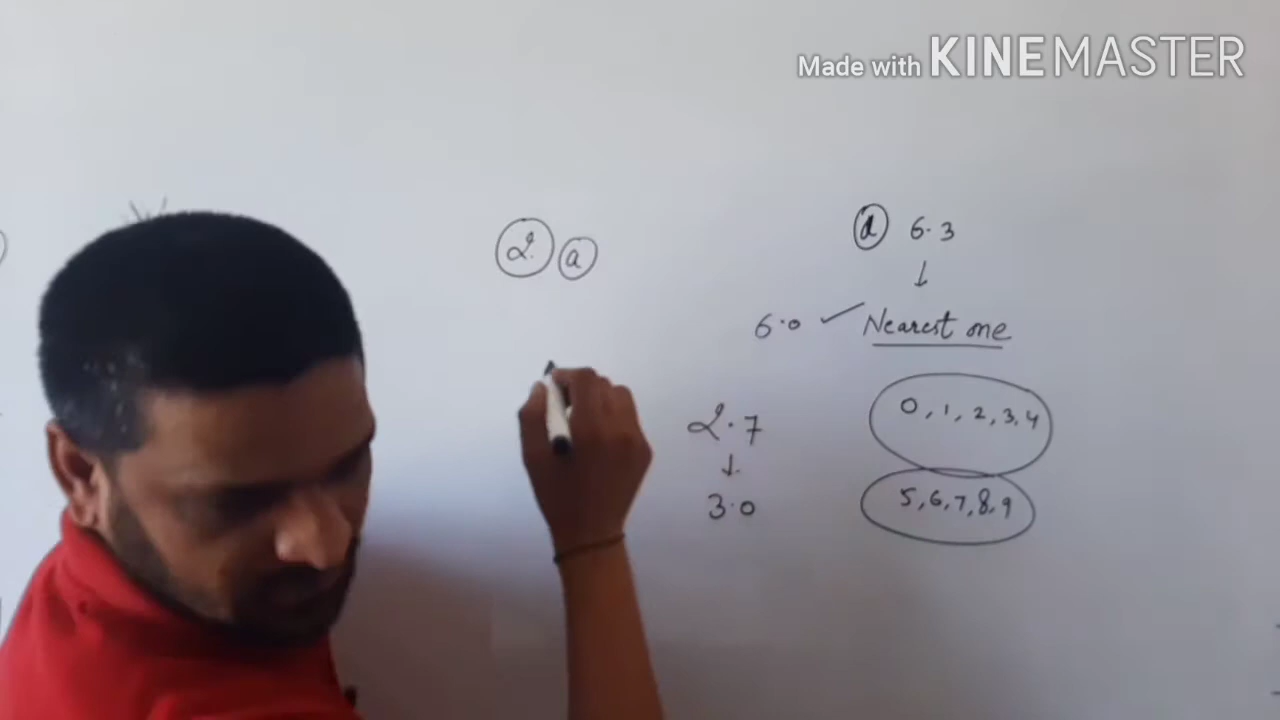 Made with KINEMASTER
2. a
d 6.3
↓
6.0 ✓ Nearest one
0, 1, 2, 3, 4
2.7
↓
3.0
5, 6, 7, 8, 9